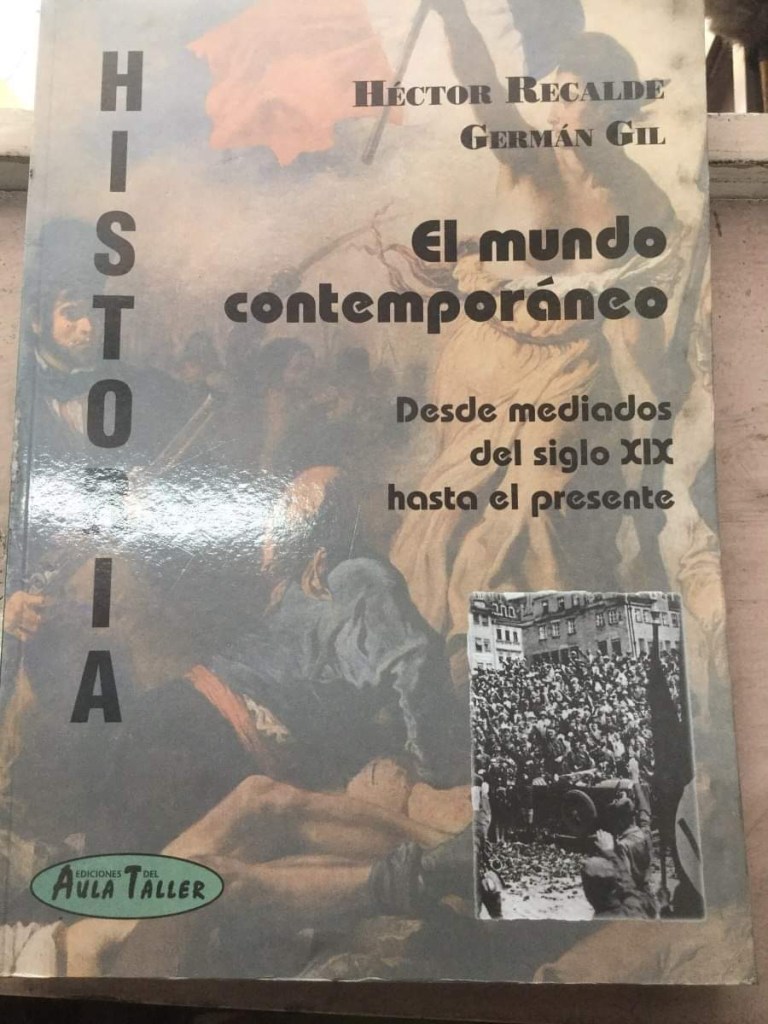 HISTORIA
HÉCTOR RECALDE
GERMÁN GIL
El mundo
contemporáneo
Desde mediados
del siglo XIX
hasta el presente
EDICIONES DEL
AULA TALLER